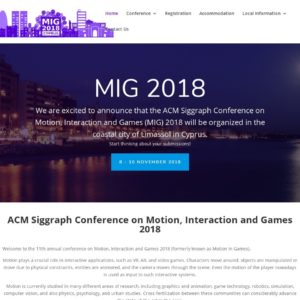 MIG
2018
CYPRUS
Home Conference Registration Accommodation Local Information
Contact Us
MIG 2018
We are excited to announce that the ACM Siggraph Conference on
Motion, Interaction and Games (MIG) 2018 will be organized in the
coastal city of Limassol in Cyprus.
Start thinking about your submissions!
8 - 10 NOVEMBER 2018
ACM Siggraph Conference on Motion, Interaction and Games
2018
Welcome to the 11th annual conference on Motion, Interaction and Games 2018 (formerly known as Motion in Games).
Motion plays a crucial role in interactive applications, such as VR, AR, and video games. Characters move around, objects are manipulated or
move due to physical constraints, entities are animated, and the camera moves through the scene. Even the motion of the player nowadays
is used as input to such interactive systems.
Motion is currently studied in many different areas of research, including graphics and animation, game technology, robotics, simulation,
computer vision, and also physics, psychology, and urban studies. Cross-fertilization between these communities can considerably advance